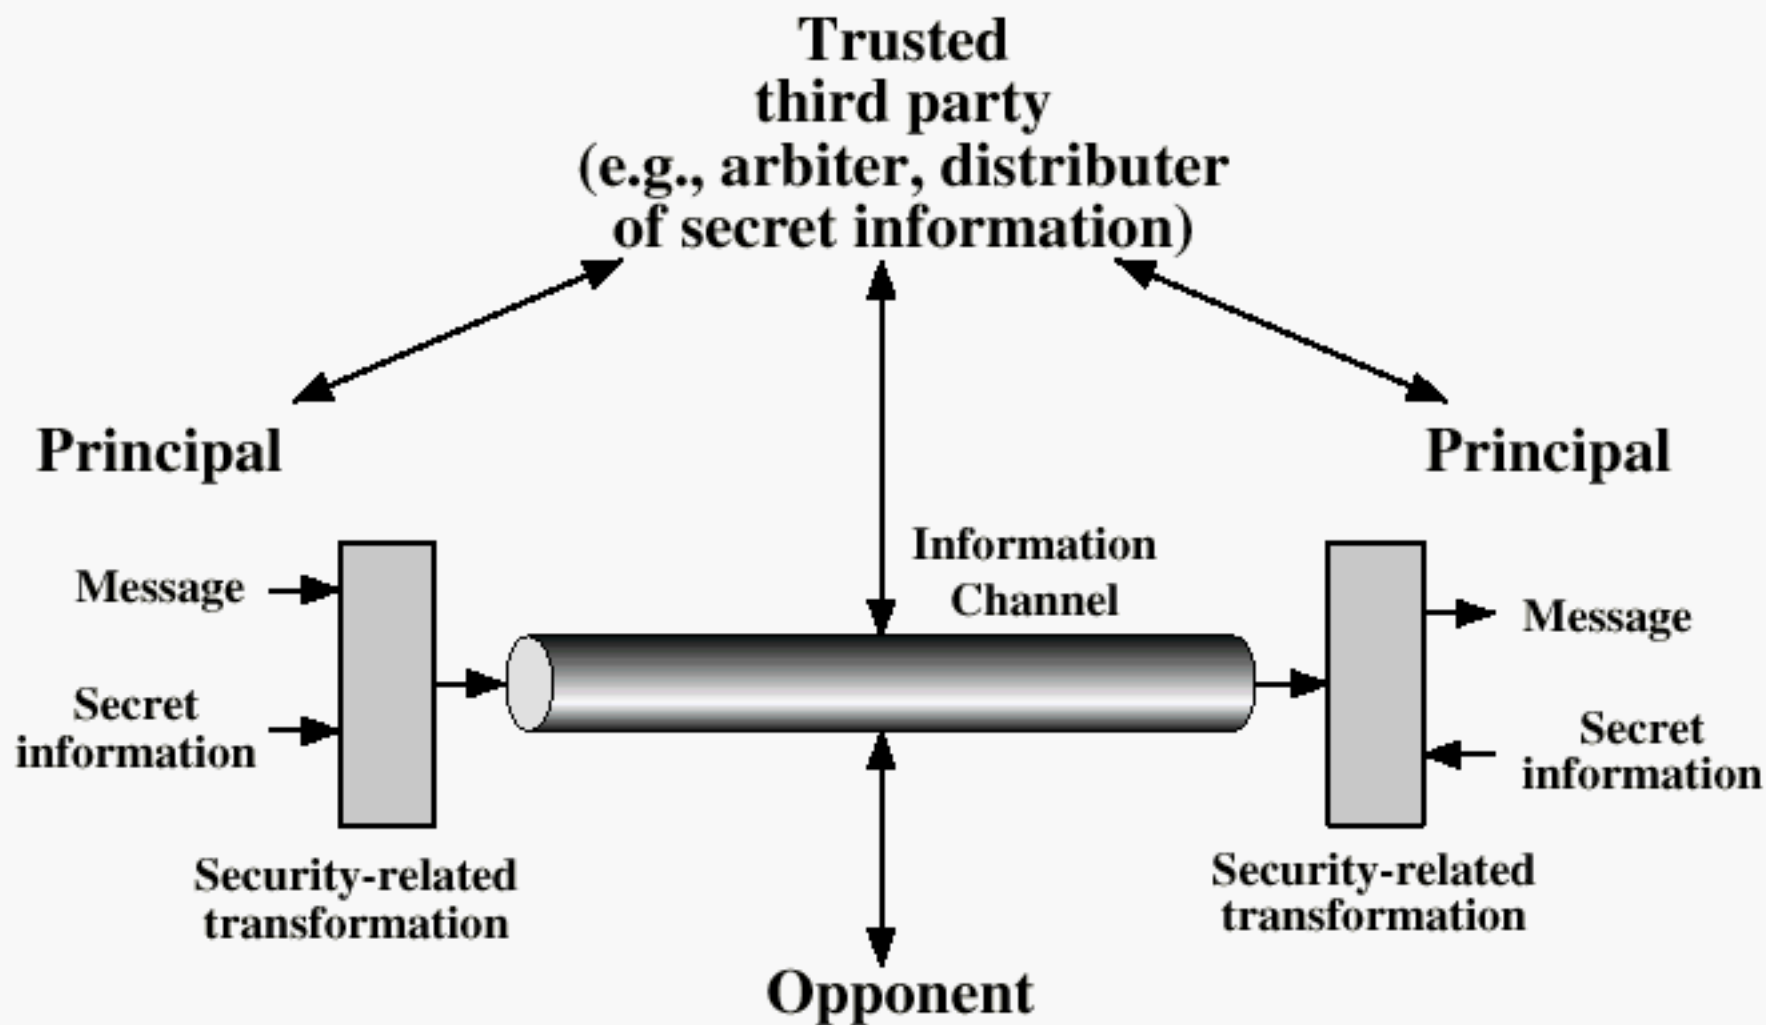 Trusted
third party
(e.g., arbiter, distributer
of secret information)
Principal
Principal
Information
Channel
Message
Secret
information
Security-related
transformation
Message
Secret
information
Security-related
transformation
Opponent